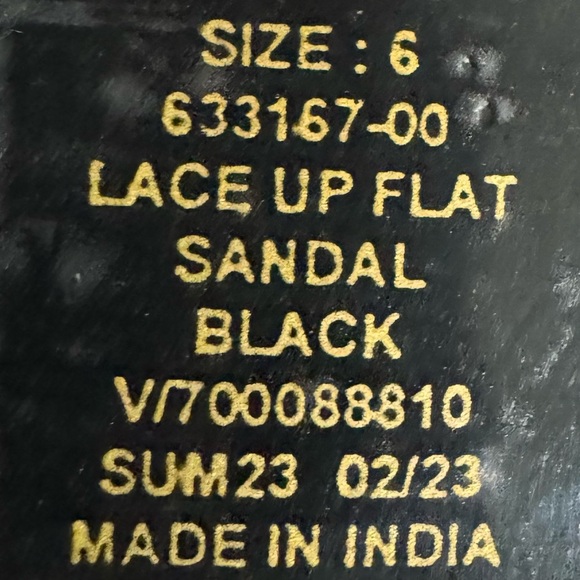 SIZE : 6
633167-00
LACE UP FLAT
SANDAL
BLACK
V/700088810
SUM23 02/23
MADE IN INDIA